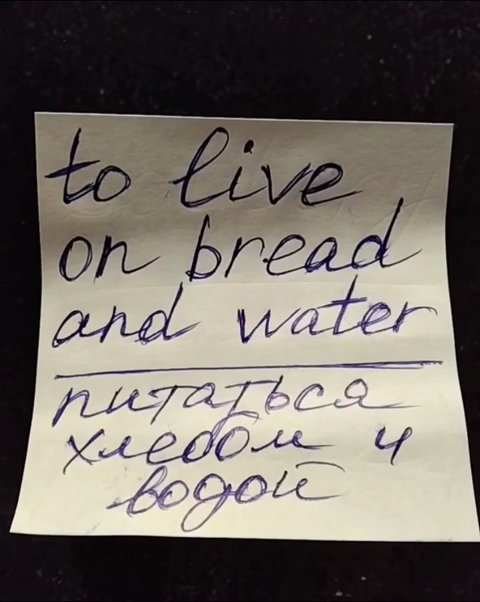 to live
on bread
and water
питаться
хлебом и
водой